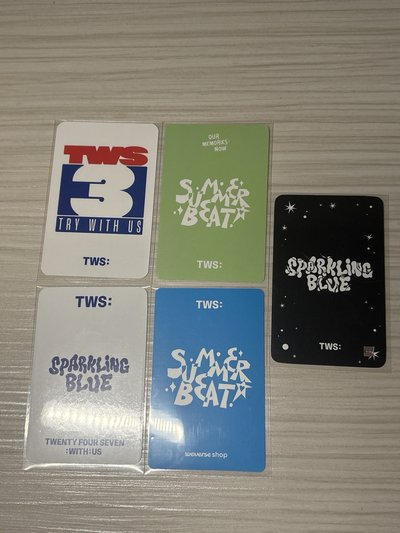 TWS
3
TRY WITH US
TWS:
OUR
MEMORIES:
NOW
SUMMER
BEAT!
TWS:
SPARKLING
BLUE
TWS:
TWS:
SPARKLING
BLUE
TWENTY FOUR SEVEN
:WITH:US
TWS:
SUMMER
BEAT!
weverse shop